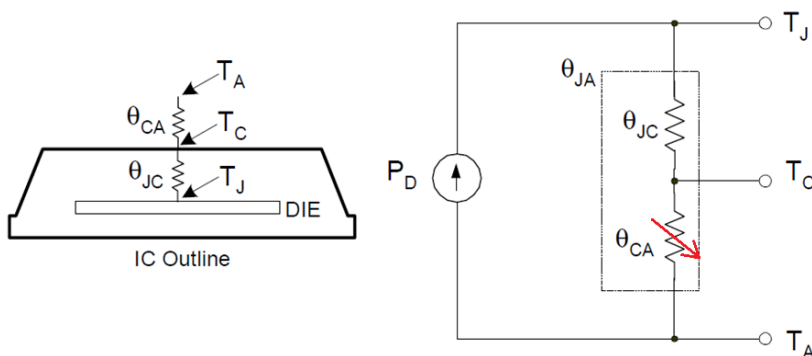 T_A
θ_CA
T_C
θ_JC
T_J
DIE
IC Outline
T_J
θ_JA
θ_JC
P_D
T_C
θ_CA
T_A